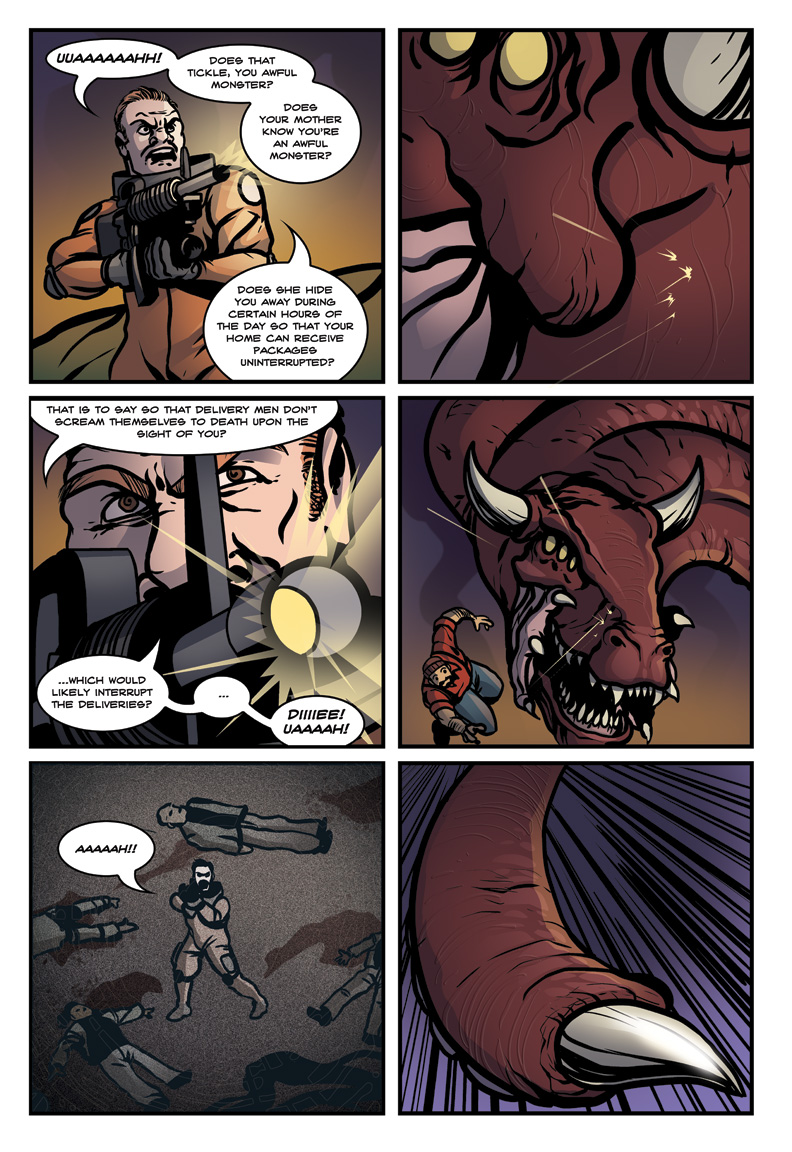 UUAAAAAAHH!
DOES THAT
TICKLE, YOU AWFUL
MONSTER?
DOES
YOUR MOTHER
KNOW YOU'RE
AN AWFUL
MONSTER?
DOES SHE HIDE
YOU AWAY DURING
CERTAIN HOURS OF
THE DAY SO THAT YOUR
HOME CAN RECEIVE
PACKAGES
UNINTERRUPTED?
THAT IS TO SAY SO THAT DELIVERY MEN DON'T
SCREAM THEMSELVES TO DEATH UPON THE
SIGHT OF YOU?
...WHICH WOULD
LIKELY INTERRUPT
THE DELIVERIES?
...
DIIIIEE!
UAAAAH!
AAAAAH!!